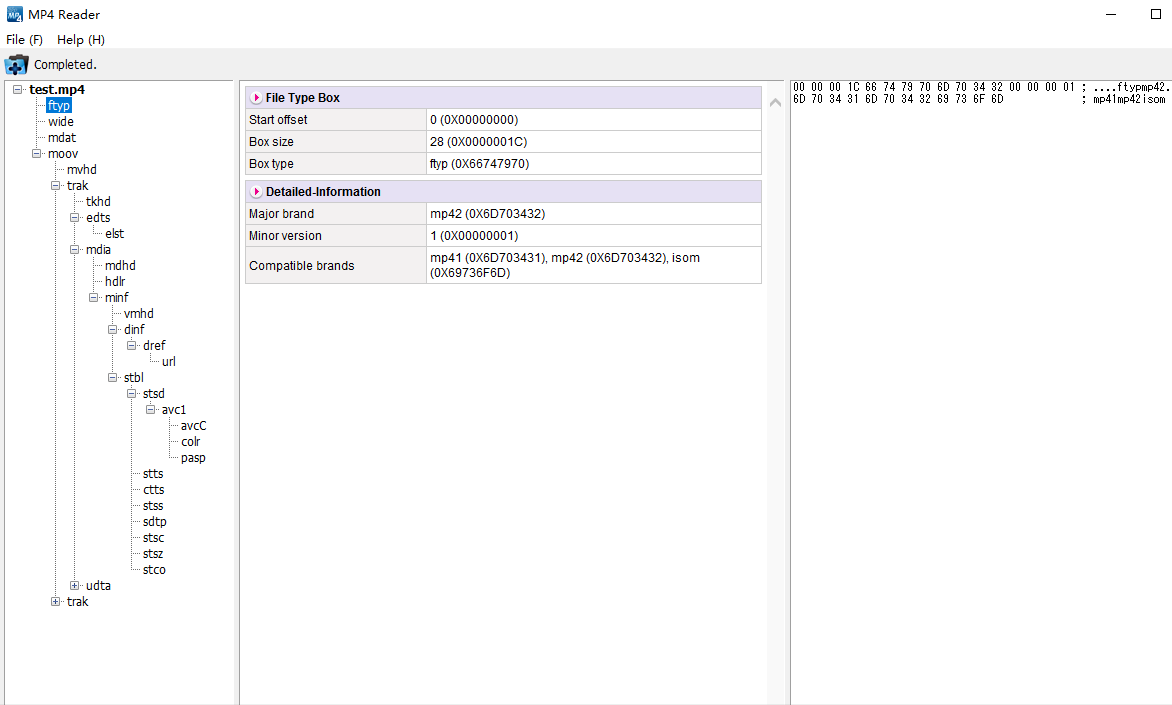 MP4 Reader
File (F) Help (H)
Completed.
test.mp4
ftyp
wide
mdat
moov
mvhd
trak
tkhd
edts
elst
mdia
mdhd
hdlr
minf
vmhd
dinf
dref
url
stbl
stsd
avc1
avcC
colr
pasp
stts
ctts
stss
sdtp
stsc
stsz
stco
udta
trak
File Type Box
Start offset 0 (0X00000000)
Box size 28 (0X0000001C)
Box type ftyp (0X66747970)
Detailed-Information
Major brand mp42 (0X6D703432)
Minor version 1 (0X00000001)
Compatible brands mp41 (0X6D703431), mp42 (0X6D703432), isom
(0X69736F6D)
00 00 00 1C 66 74 79 70 6D 70 34 32 00 00 00 01 ; ....ftypmp42.
6D 70 34 31 6D 70 34 32 69 73 6F 6D ; mp41mp42isom